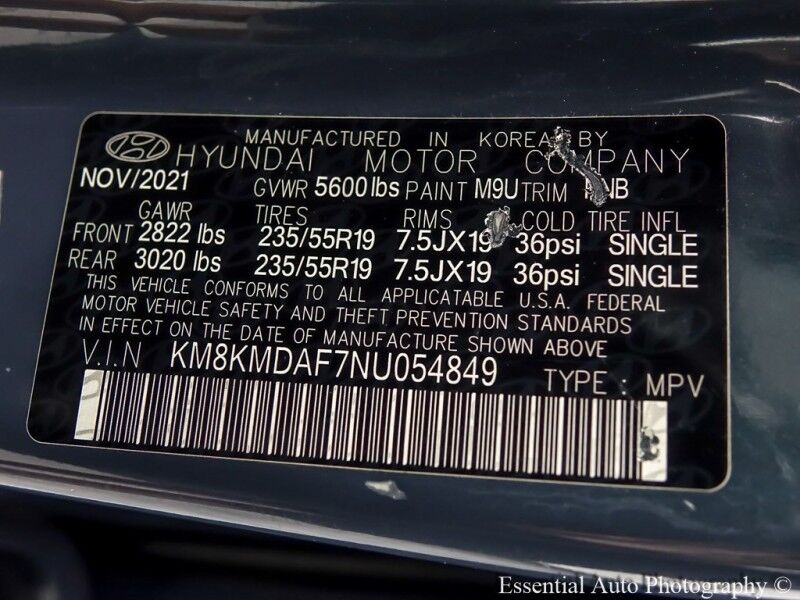 MANUFACTURED IN KOREA BY
HYUNDAI MOTOR COMPANY
NOV/2021 GVWR 5600 lbs PAINT M9U TRIM
GAWR TIRES RIMS COLD TIRE INFL
FRONT 2822 lbs 235/55R19 7.5JX19 36psi SINGLE
REAR 3020 lbs 235/55R19 7.5JX19 36psi SINGLE
THIS VEHICLE CONFORMS TO ALL APPLICATABLE U.S.A. FEDERAL
MOTOR VEHICLE SAFETY AND THEFT PREVENTION STANDARDS
IN EFFECT ON THE DATE OF MANUFACTURE SHOWN ABOVE
V.I.N KM8KMDAF7NU054849 TYPE : MPV
Essential Auto Photography ©